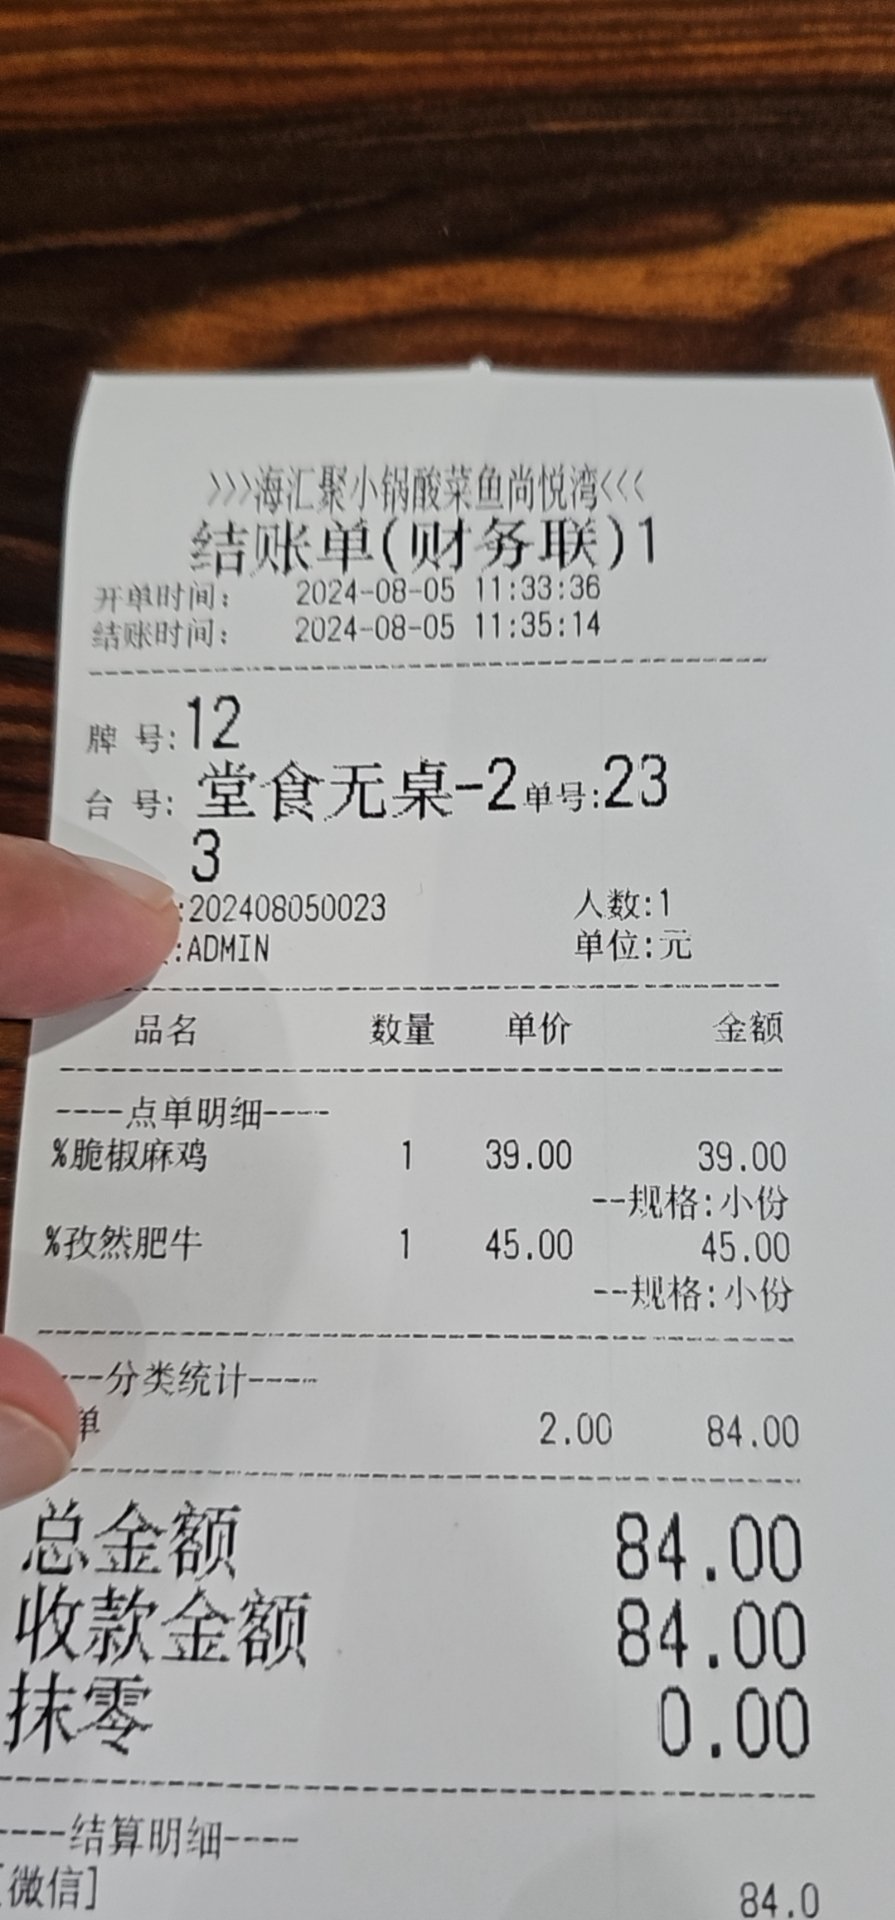 >>>海汇聚小锅酸菜鱼尚悦湾<<<
结账单(财务联)1
开单时间: 2024-08-05 11:33:36
结账时间: 2024-08-05 11:35:14
牌 号:12
台 号: 堂食无桌-2单号:23
3
:202408050023 人数:1
:ADMIN 单位:元
品名 数量 单价 金额
----点单明细----
%脆椒麻鸡 1 39.00 39.00
--规格:小份
%孜然肥牛 1 45.00 45.00
--规格:小份
---分类统计----
单 2.00 84.00
总金额 84.00
收款金额 84.00
抹零 0.00
----结算明细----
[微信] 84.0